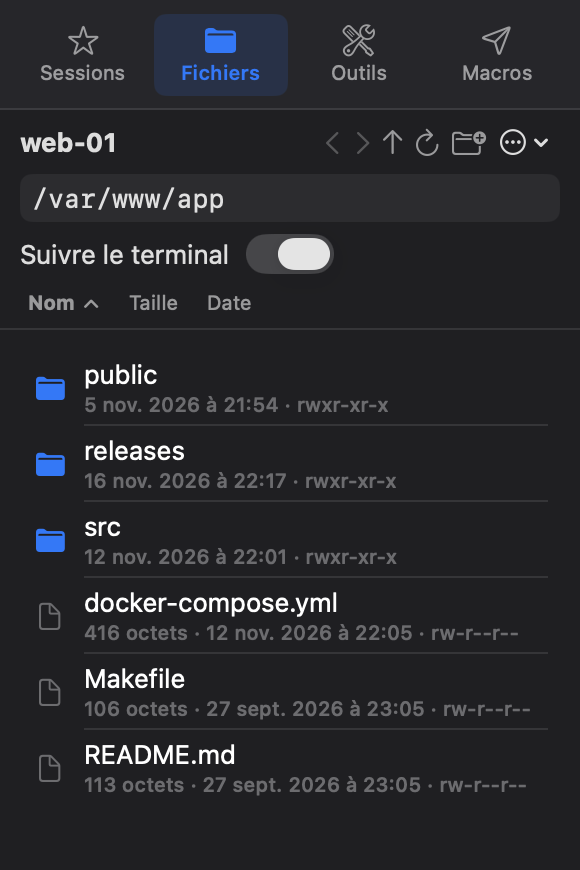 Sessions Fichiers Outils Macros
web-01
/var/www/app
Suivre le terminal
Nom Taille Date
public
5 nov. 2026 à 21:54 · rwxr-xr-x
releases
16 nov. 2026 à 22:17 · rwxr-xr-x
src
12 nov. 2026 à 22:01 · rwxr-xr-x
docker-compose.yml
416 octets · 12 nov. 2026 à 22:05 · rw-r--r--
Makefile
106 octets · 27 sept. 2026 à 23:05 · rw-r--r--
README.md
113 octets · 27 sept. 2026 à 23:05 · rw-r--r--